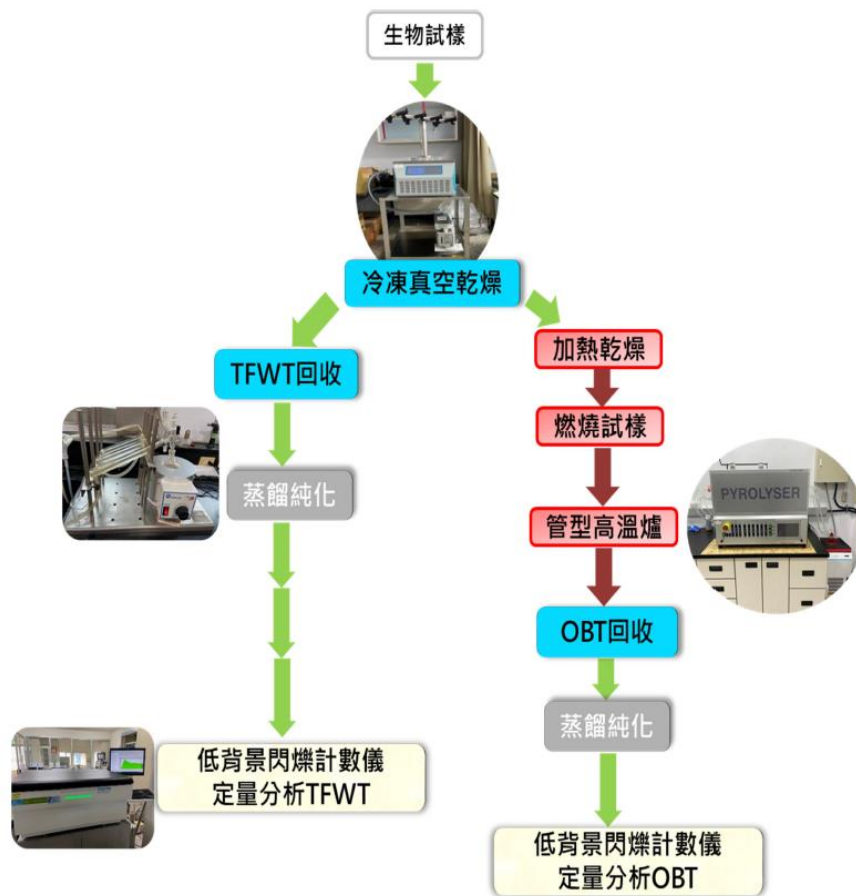 生物試樣
冷凍真空乾燥
TFWT回收
蒸餾純化
低背景閃爍計數儀
定量分析TFWT
加熱乾燥
燃燒試樣
管型高溫爐
PYROLYSER
OBT回收
蒸餾純化
低背景閃爍計數儀
定量分析OBT